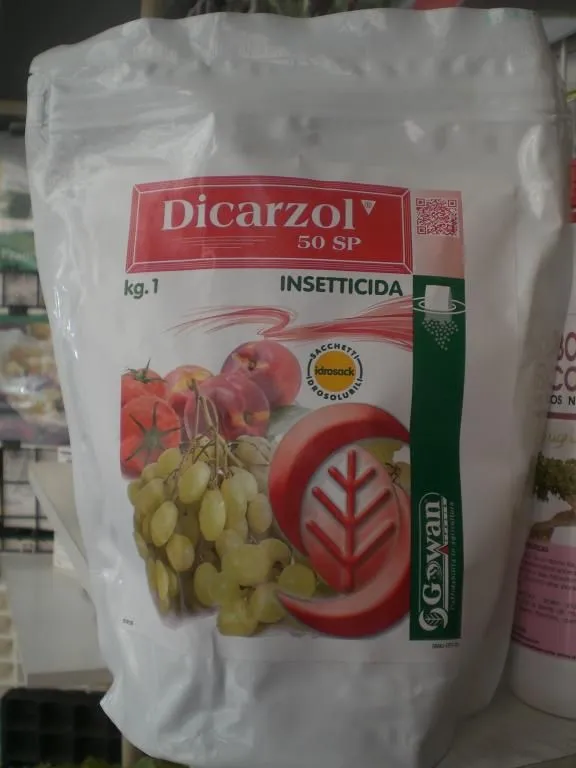 Dicarzol
50 SP
kg.1
INSETTICIDA
SACCHETTI
idrosack
IDROSOLUBILI
Gowan